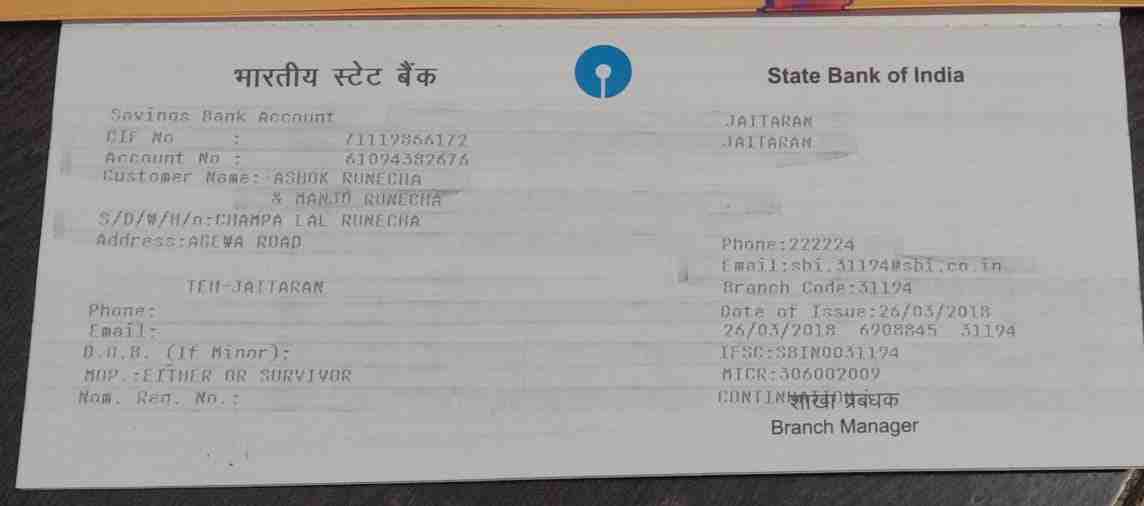 भारतीय स्टेट बैंक
State Bank of India
Savings Bank Account
CIF No : 71119866172
Account No : 61094382676
Customer Name: ASHOK RUNECHA
& MANJU RUNECHA
S/D/W/H/o:CHAMPA LAL RUNECHA
Address:AGEWA ROAD
TEH-JAITARAN
Phone:
Email:
D.O.B. (If Minor):
MOP.:EITHER OR SURVIVOR
Nom. Reg. No.:
JAITARAN
JAITARAN
Phone:222224
Email:sbi.31194@sbi.co.in
Branch Code:31194
Date of Issue:26/03/2018
26/03/2018 6908845 31194
IFSC:SBIN0031194
MICR:306002009
CONTINUATION
शाखा प्रबंधक
Branch Manager